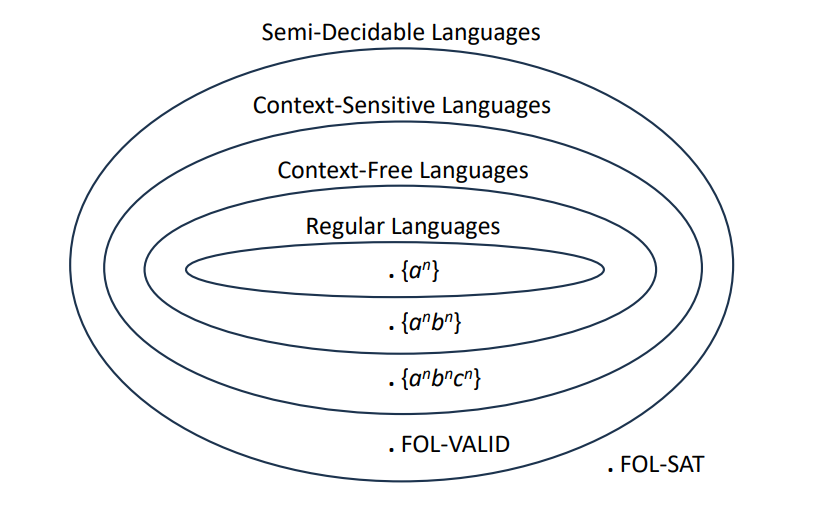 Semi-Decidable Languages
Context-Sensitive Languages
Context-Free Languages
Regular Languages
. {aⁿ}
. {aⁿbⁿ}
. {aⁿbⁿcⁿ}
. FOL-VALID
. FOL-SAT